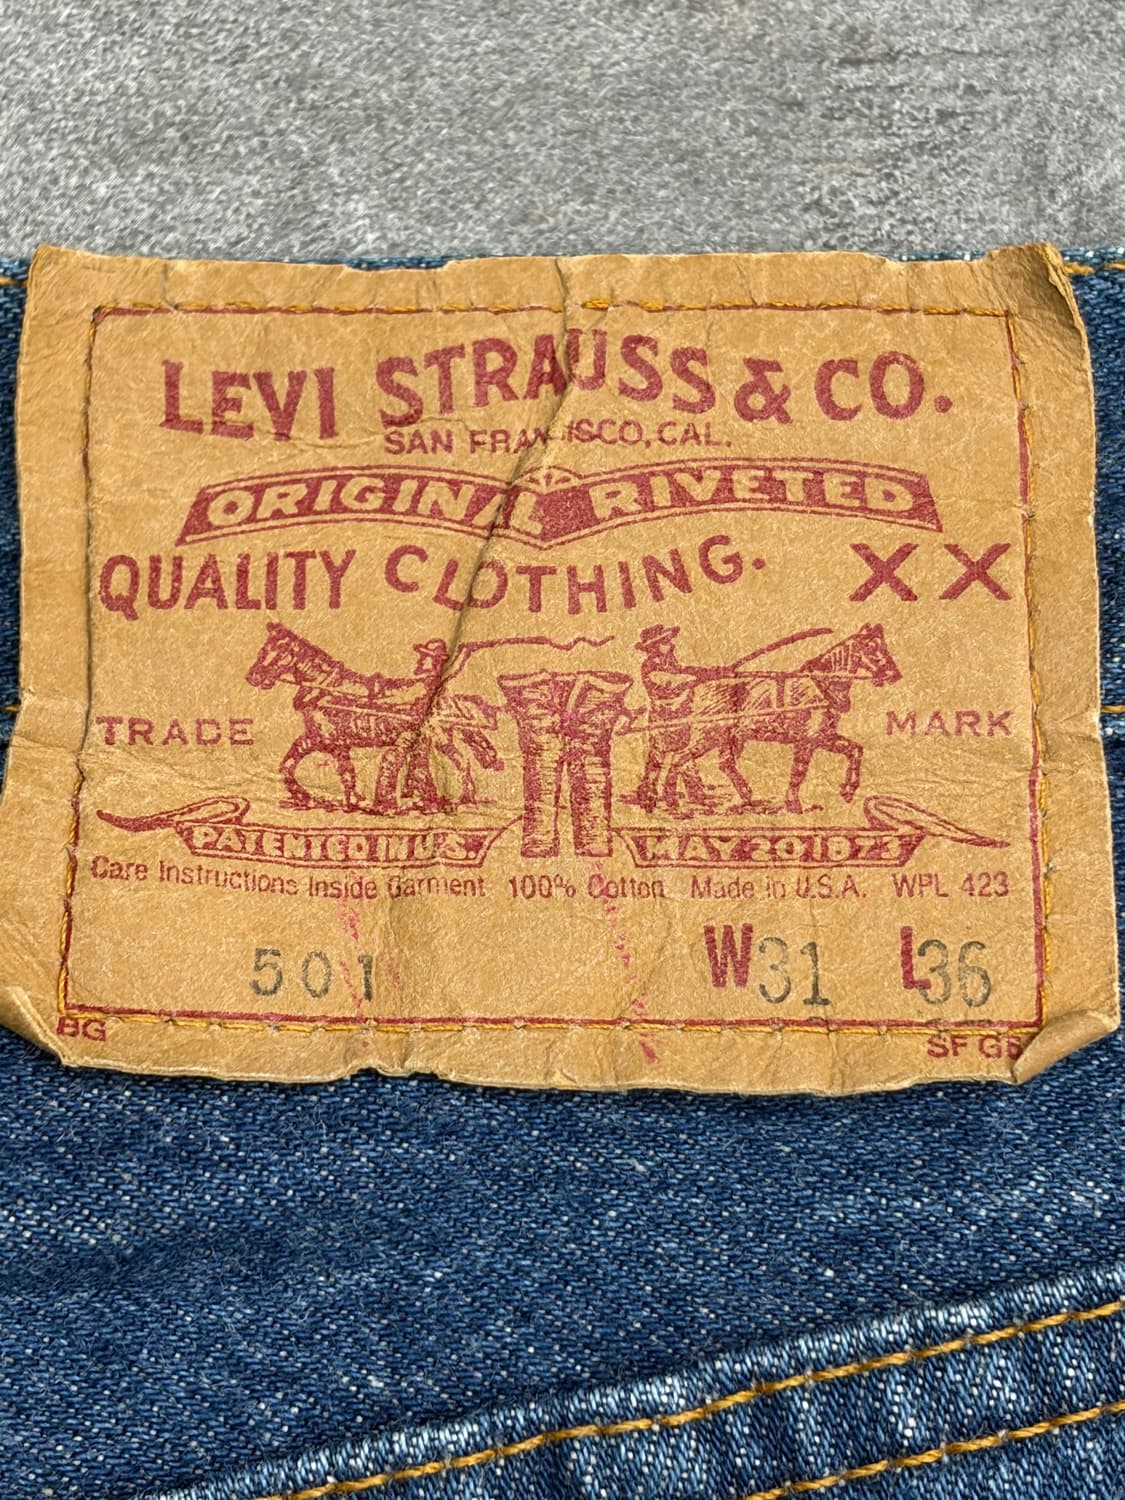 LEVI STRAUSS & CO.
SAN FRANCISCO, CAL.
ORIGINAL RIVETED
QUALITY CLOTHING. XX
TRADE MARK
PATENTED IN U.S. MAY 20 1873
Care Instructions Inside Garment 100% Cotton Made in U.S.A. WPL 423
501 W31 L36
BG SF G6